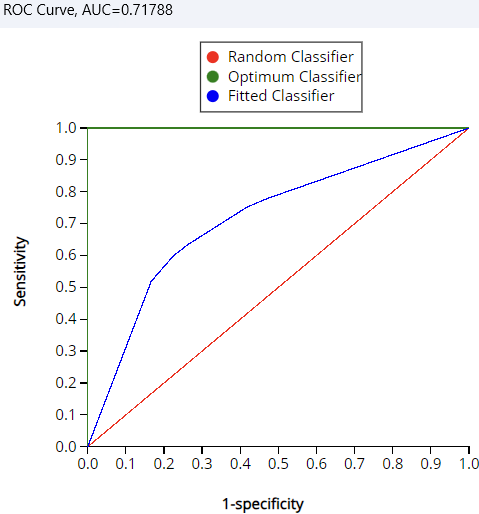 ROC Curve, AUC=0.71788
Random Classifier
Optimum Classifier
Fitted Classifier
1.0
0.9
0.8
0.7
0.6
0.5
0.4
0.3
0.2
0.1
0.0
Sensitivity
0.0 0.1 0.2 0.3 0.4 0.5 0.6 0.7 0.8 0.9 1.0
1-specificity